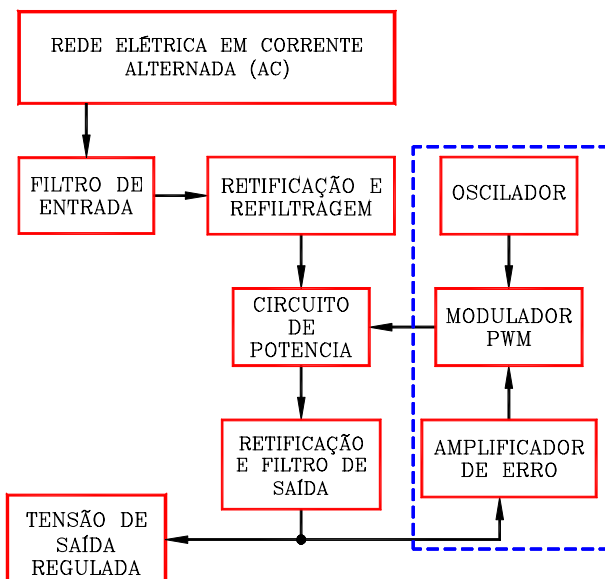 REDE ELÉTRICA EM CORRENTE
ALTERNADA (AC)
FILTRO DE
ENTRADA
RETIFICAÇÃO E
REFILTRAGEM
OSCILADOR
CIRCUITO
DE
POTENCIA
MODULADOR
PWM
RETIFICAÇÃO
E FILTRO DE
SAÍDA
AMPLIFICADOR
DE ERRO
TENSÃO DE
SAÍDA
REGULADA